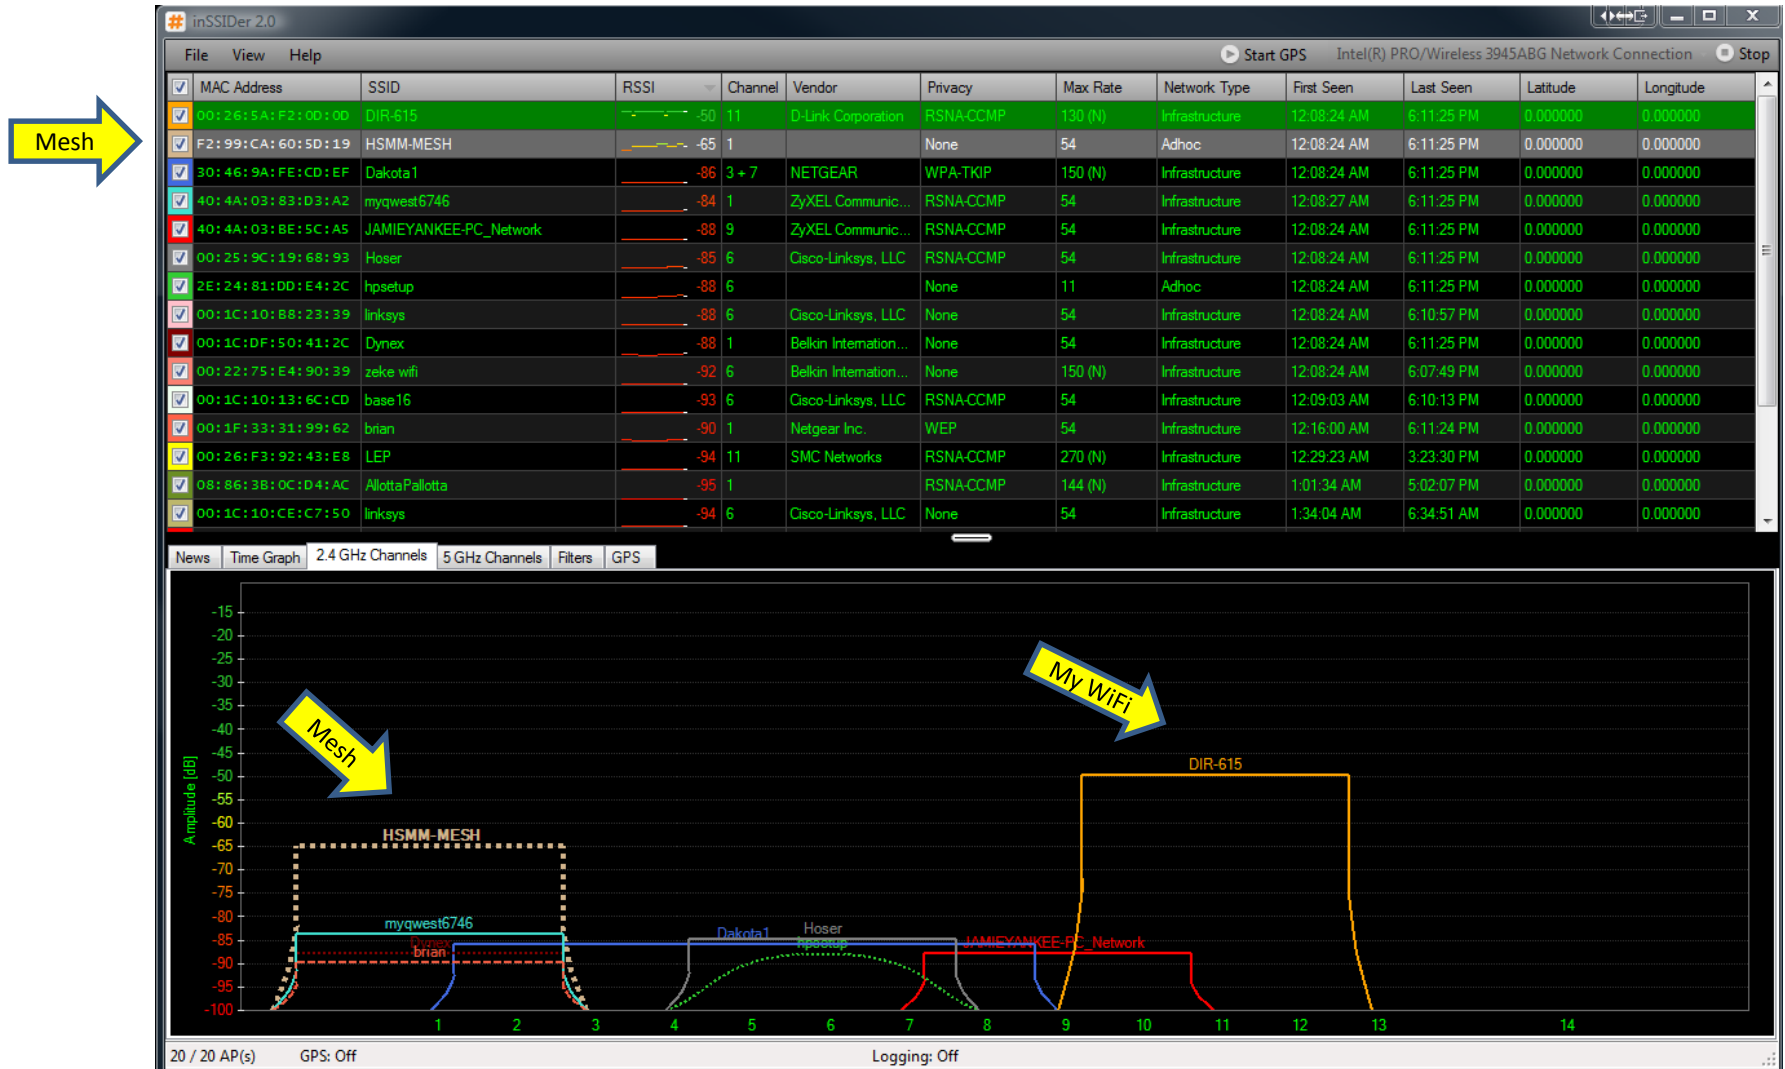 inSSIDer 2.0
File View Help Start GPS Intel(R) PRO/Wireless 3945ABG Network Connection Stop
MAC Address SSID RSSI Channel Vendor Privacy Max Rate Network Type First Seen Last Seen Latitude Longitude
00:26:5A:F2:0D:0D DIR-615 -50 11 D-Link Corporation RSNA-CCMP 130 (N) Infrastructure 12:08:24 AM 6:11:25 PM 0.000000 0.000000
Mesh
F2:99:CA:60:5D:19 HSMM-MESH -65 1 None 54 Adhoc 12:08:24 AM 6:11:25 PM 0.000000 0.000000
30:46:9A:FE:CD:EF Dakota1 -86 3 + 7 NETGEAR WPA-TKIP 150 (N) Infrastructure 12:08:24 AM 6:11:25 PM 0.000000 0.000000
40:4A:03:83:D3:A2 myqwest6746 -84 1 ZyXEL Communic... RSNA-CCMP 54 Infrastructure 12:08:27 AM 6:11:25 PM 0.000000 0.000000
40:4A:03:BE:5C:A5 JAMIEYANKEE-PC_Network -88 9 ZyXEL Communic... RSNA-CCMP 54 Infrastructure 12:08:24 AM 6:11:25 PM 0.000000 0.000000
00:25:9C:19:68:93 Hoser -85 6 Cisco-Linksys, LLC RSNA-CCMP 54 Infrastructure 12:08:24 AM 6:11:25 PM 0.000000 0.000000
2E:24:81:DD:E4:2C hpsetup -88 6 None 11 Adhoc 12:08:24 AM 6:11:25 PM 0.000000 0.000000
00:1C:10:B8:23:39 linksys -88 6 Cisco-Linksys, LLC None 54 Infrastructure 12:08:24 AM 6:10:57 PM 0.000000 0.000000
00:1C:DF:50:41:2C Dynex -88 1 Belkin Internation... None 54 Infrastructure 12:08:24 AM 6:11:25 PM 0.000000 0.000000
00:22:75:E4:90:39 zeke wifi -92 6 Belkin Internation... None 150 (N) Infrastructure 12:08:24 AM 6:07:49 PM 0.000000 0.000000
00:1C:10:13:6C:CD base16 -93 6 Cisco-Linksys, LLC RSNA-CCMP 54 Infrastructure 12:09:03 AM 6:10:13 PM 0.000000 0.000000
00:1F:33:31:99:62 brian -90 1 Netgear Inc. WEP 54 Infrastructure 12:16:00 AM 6:11:24 PM 0.000000 0.000000
00:26:F3:92:43:E8 LEP -94 11 SMC Networks RSNA-CCMP 270 (N) Infrastructure 12:29:23 AM 3:23:30 PM 0.000000 0.000000
08:86:3B:0C:D4:AC AllottaPallotta -95 1 RSNA-CCMP 144 (N) Infrastructure 1:01:34 AM 5:02:07 PM 0.000000 0.000000
00:1C:10:CE:C7:50 linksys -94 6 Cisco-Linksys, LLC None 54 Infrastructure 1:34:04 AM 6:34:51 AM 0.000000 0.000000
News Time Graph 2.4 GHz Channels 5 GHz Channels Filters GPS
Amplitude [dB]
-15
-20
-25
-30
-35
-40
-45
-50
-55
-60
-65
-70
-75
-80
-85
-90
-95
-100
My WiFi
Mesh
DIR-615
HSMM-MESH
myqwest6746
Dakota1
Hoser
Dynex
hpsetup
JAMIEYANKEE-PC_Network
brian
1 2 3 4 5 6 7 8 9 10 11 12 13 14
20 / 20 AP(s) GPS: Off Logging: Off